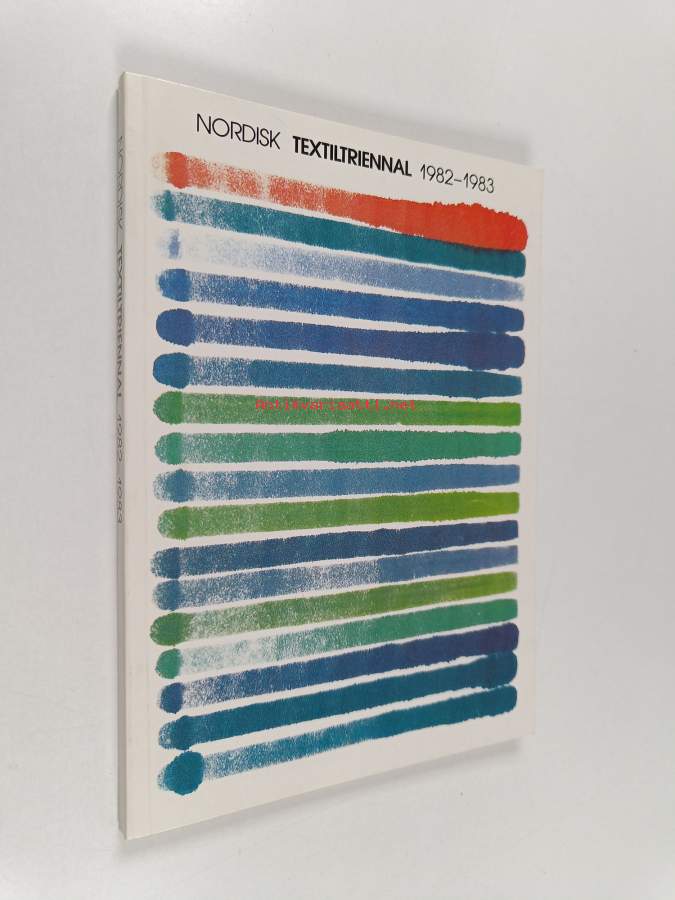 NORDISK TEXTILTRIENNAL 1982–1983
NORDISK TEXTILTRIENNAL 1982–1983
Antikvariaatti.net